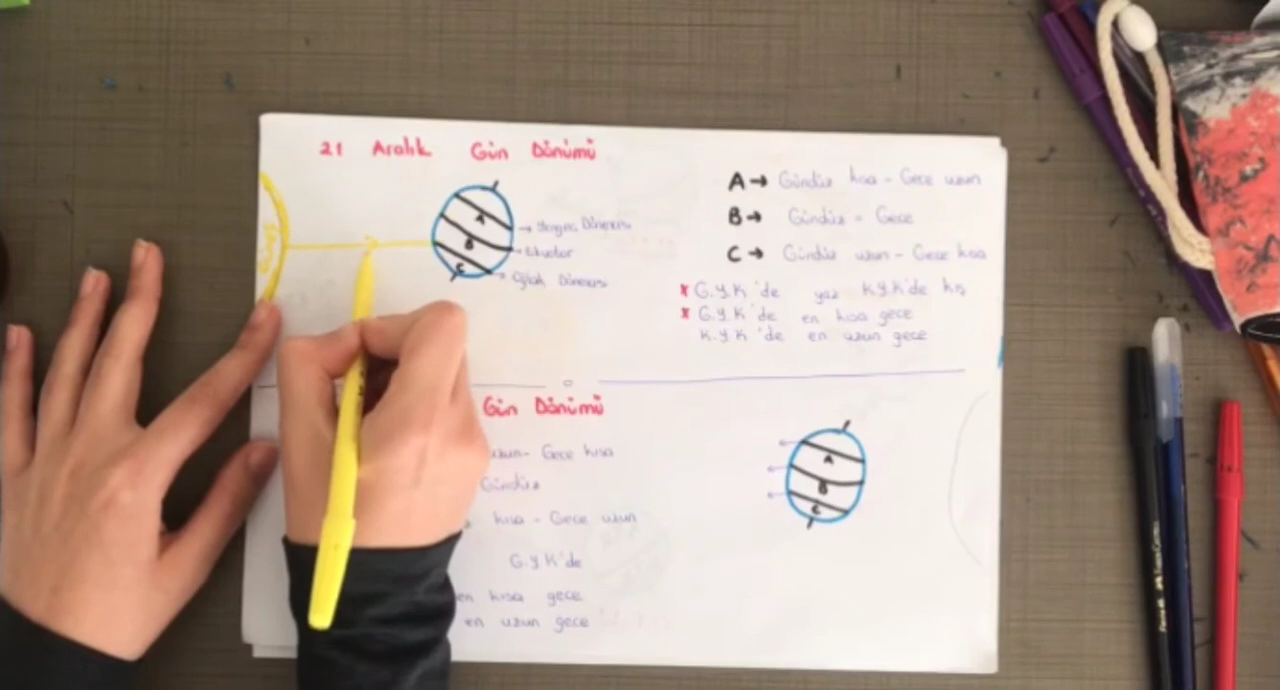 21 Aralık Gün Dönümü
A
B
C
→ Yengeç Dönencesi
→ Ekvator
→ Oğlak Dönencesi
A → Gündüz kısa - Gece uzun
B → Gündüz = Gece
C → Gündüz uzun - Gece kısa
x G.Y.K 'de yaz K.Y.K'de kış
x G.Y.K 'de en kısa gece
K.Y.K 'de en uzun gece
Gün Dönümü
uzun - Gece kısa
Gündüz
kısa - Gece uzun
G.Y.K'de
en kısa gece
en uzun gece
A
B
C